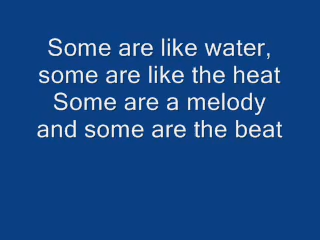 Some are like water,
some are like the heat
Some are a melody
and some are the beat